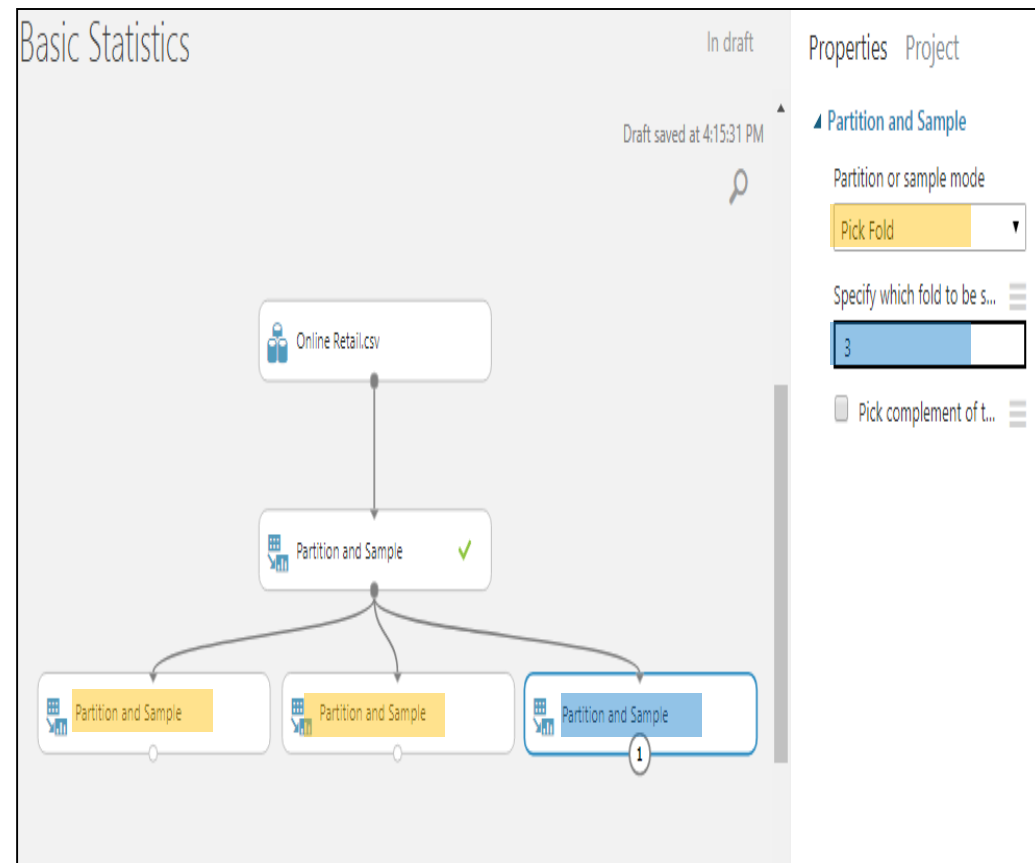 Basic Statistics
In draft
Draft saved at 4:15:31 PM
Online Retail.csv
Partition and Sample
Partition and Sample
Partition and Sample
Partition and Sample
1
Properties Project
Partition and Sample
Partition or sample mode
Pick Fold
Specify which fold to be s...
3
Pick complement of t...